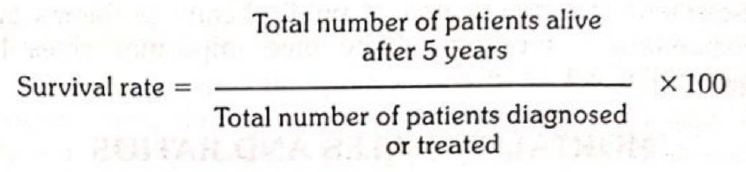 Total number of patients alive
after 5 years
Survival rate = × 100
Total number of patients diagnosed
or treated